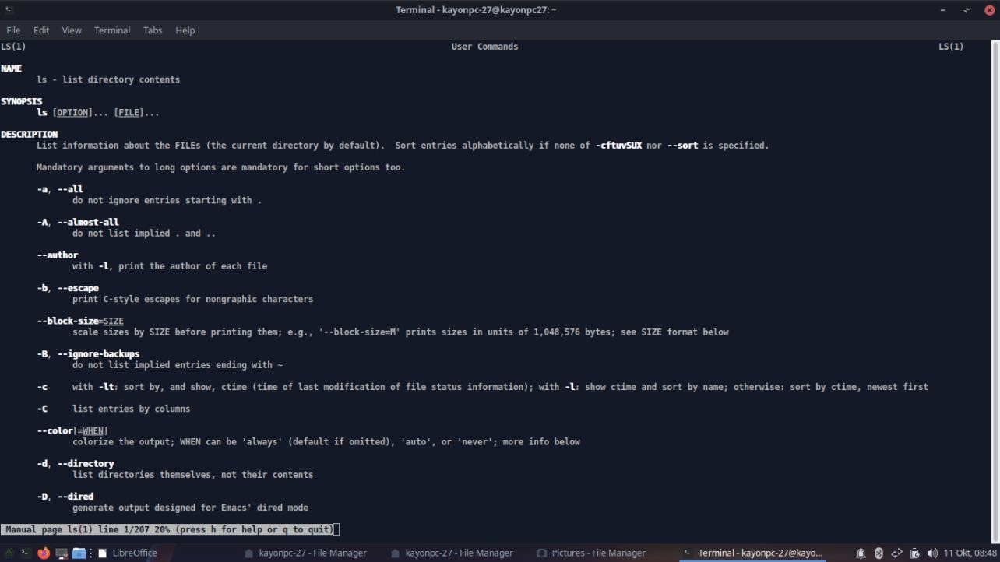 Terminal - kayonpc-27@kayonpc27: ~
File Edit View Terminal Tabs Help
LS(1) User Commands LS(1)
NAME
ls - list directory contents
SYNOPSIS
ls [OPTION]... [FILE]...
DESCRIPTION
List information about the FILEs (the current directory by default). Sort entries alphabetically if none of -cftuvSUX nor --sort is specified.
Mandatory arguments to long options are mandatory for short options too.
-a, --all
do not ignore entries starting with .
-A, --almost-all
do not list implied . and ..
--author
with -l, print the author of each file
-b, --escape
print C-style escapes for nongraphic characters
--block-size=SIZE
scale sizes by SIZE before printing them; e.g., '--block-size=M' prints sizes in units of 1,048,576 bytes; see SIZE format below
-B, --ignore-backups
do not list implied entries ending with ~
-c with -lt: sort by, and show, ctime (time of last modification of file status information); with -l: show ctime and sort by name; otherwise: sort by ctime, newest first
-C list entries by columns
--color[=WHEN]
colorize the output; WHEN can be 'always' (default if omitted), 'auto', or 'never'; more info below
-d, --directory
list directories themselves, not their contents
-D, --dired
generate output designed for Emacs' dired mode
Manual page ls(1) line 1/207 20% (press h for help or q to quit)
LibreOffice kayonpc-27 - File Manager kayonpc-27 - File Manager Pictures - File Manager Terminal - kayonpc-27@kayo... 11 Okt, 08:48